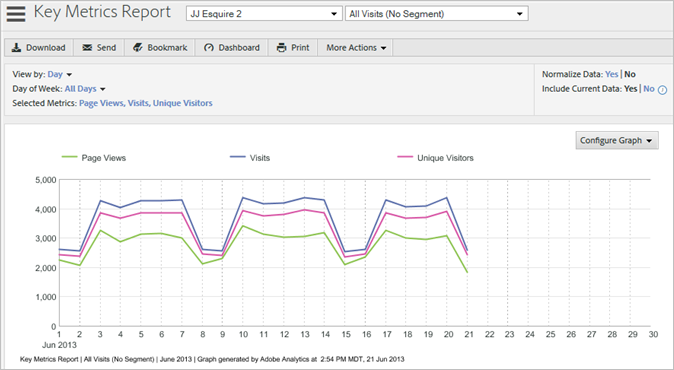 Key Metrics Report JJ Esquire 2 All Visits (No Segment)
Download Send Bookmark Dashboard Print More Actions
View by: Day Normalize Data: Yes | No
Day of Week: All Days Include Current Data: Yes | No
Selected Metrics: Page Views, Visits, Unique Visitors
Configure Graph
Page Views Visits Unique Visitors
5,000
4,000
3,000
2,000
1,000
0
1 2 3 4 5 6 7 8 9 10 11 12 13 14 15 16 17 18 19 20 21 22 23 24 25 26 27 28 29 30
Jun 2013
Key Metrics Report | All Visits (No Segment) | June 2013 | Graph generated by Adobe Analytics at 2:54 PM MDT, 21 Jun 2013